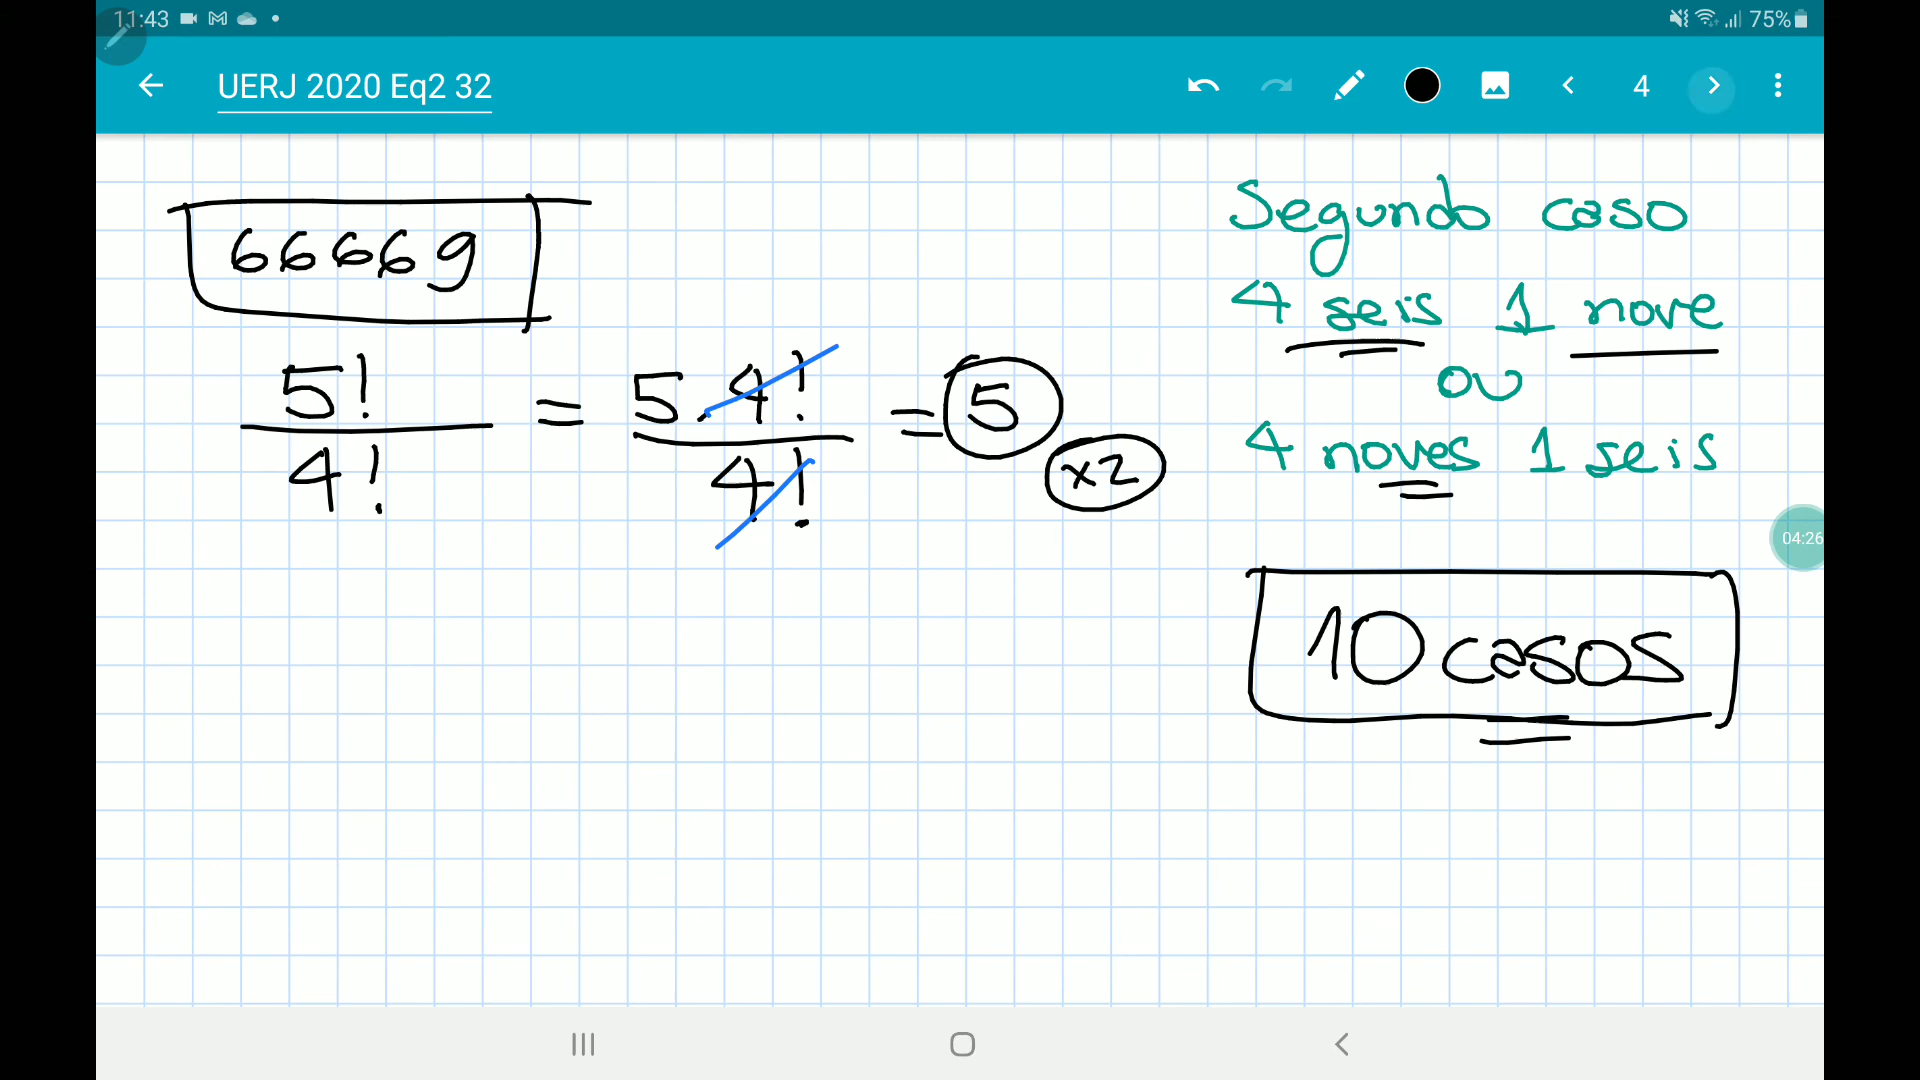 11:43 75%
UERJ 2020 Eq2 32 4
66669
5!/4! = 5.4!/4! = 5 x2
Segundo caso
4 seis 1 nove
ou
4 noves 1 seis
04:26
10 casos